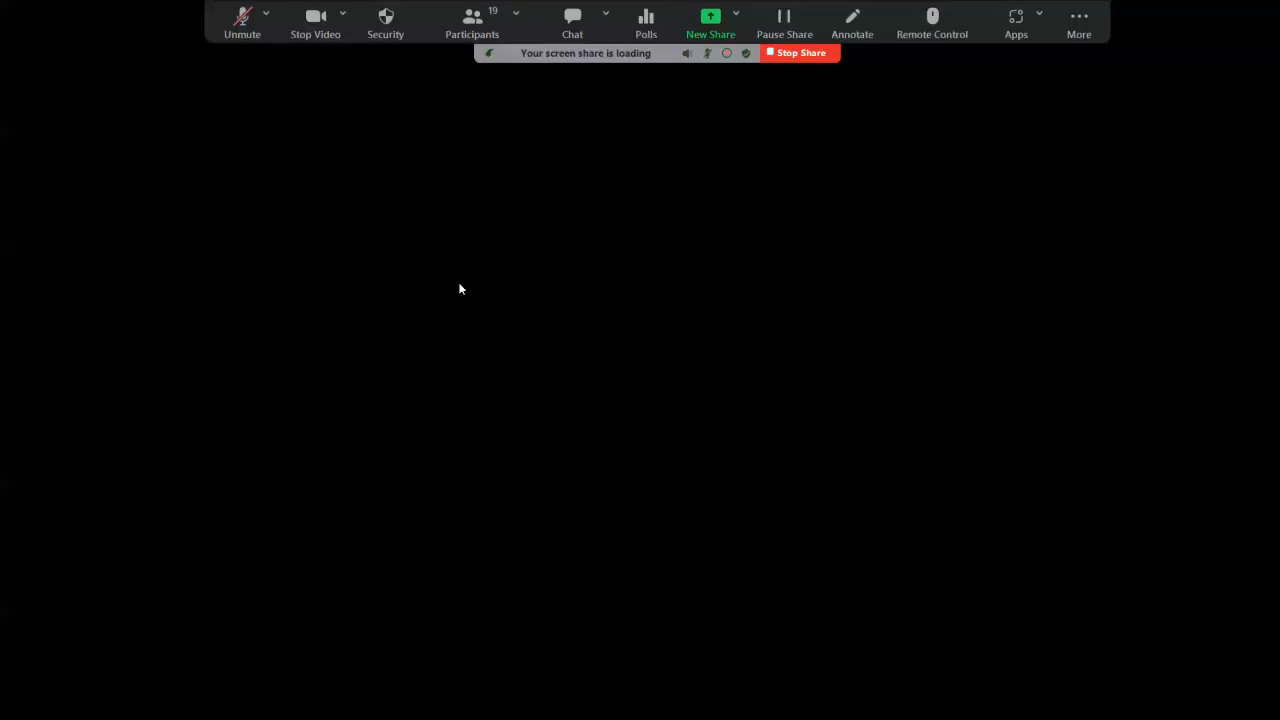 19
Unmute Stop Video Security Participants Chat Polls New Share Pause Share Annotate Remote Control Apps More
Your screen share is loading Stop Share